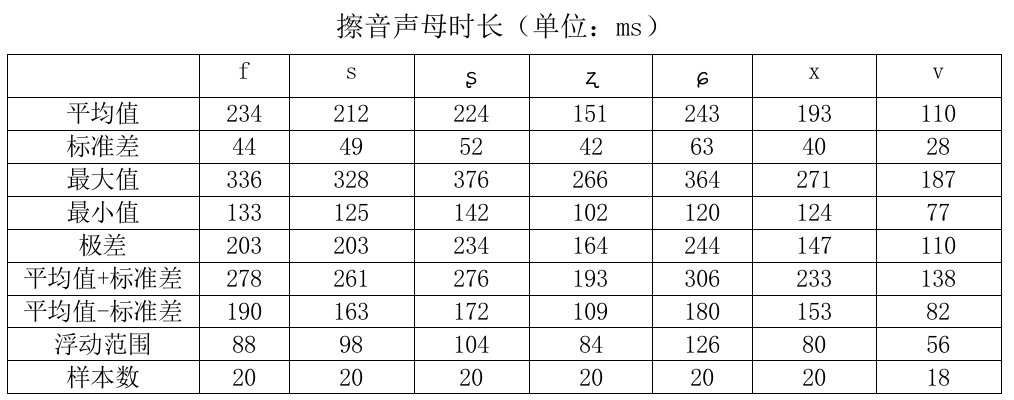 擦音声母时长（单位：ms）
f s ʂ ʐ ɕ x v
平均值 234 212 224 151 243 193 110
标准差 44 49 52 42 63 40 28
最大值 336 328 376 266 364 271 187
最小值 133 125 142 102 120 124 77
极差 203 203 234 164 244 147 110
平均值+标准差 278 261 276 193 306 233 138
平均值-标准差 190 163 172 109 180 153 82
浮动范围 88 98 104 84 126 80 56
样本数 20 20 20 20 20 20 18